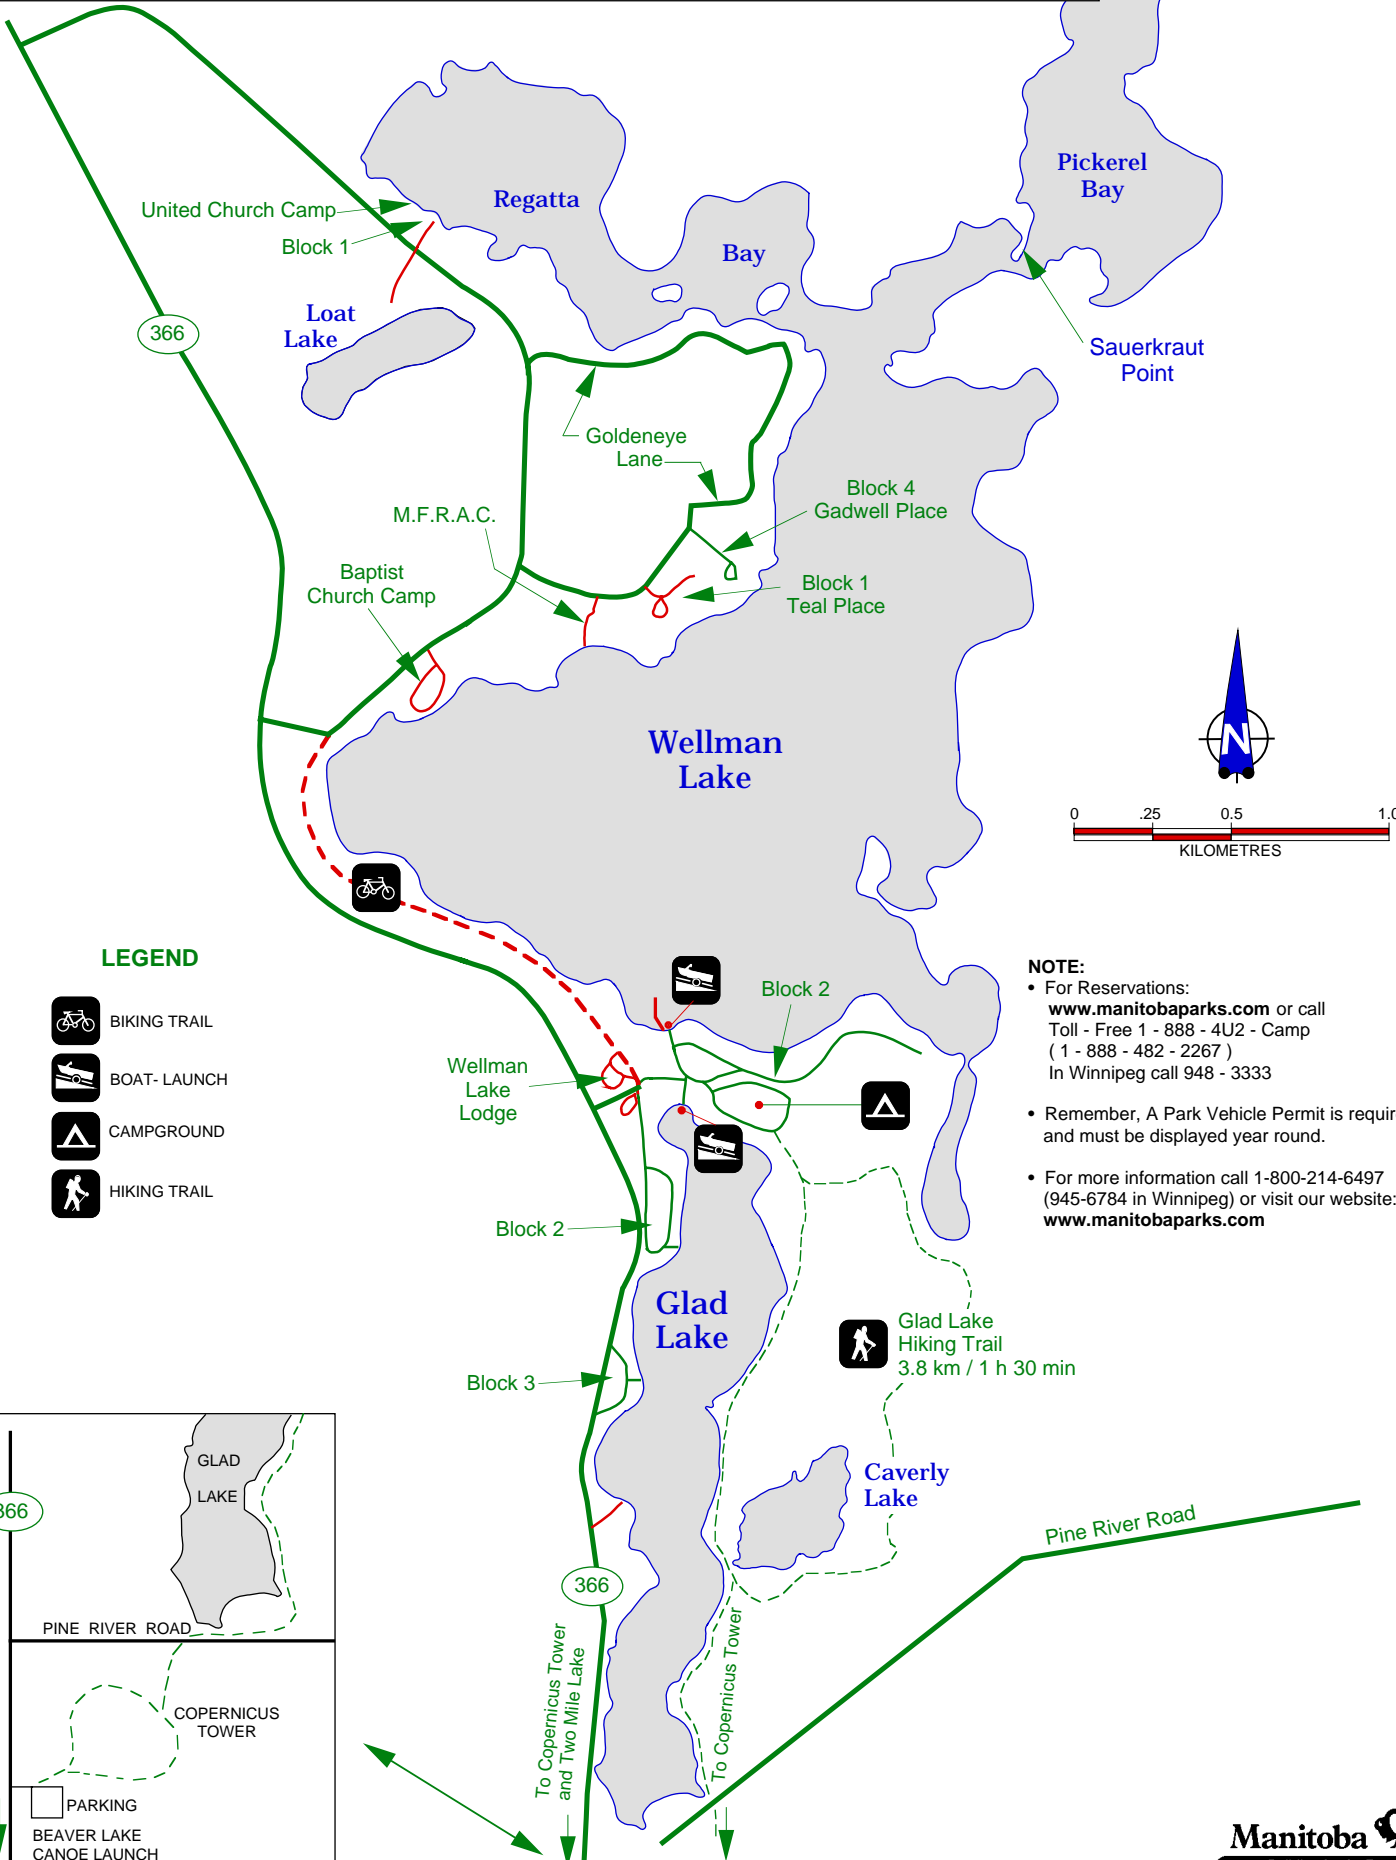 Pickerel
Bay
Regatta
Bay
United Church Camp
Block 1
Loat
Lake
366
Sauerkraut
Point
Goldeneye
Lane
Block 4
Gadwell Place
M.F.R.A.C.
Baptist
Church Camp
Block 1
Teal Place
Wellman
Lake
N
0 .25 0.5 1.0
KILOMETRES
LEGEND
BIKING TRAIL
BOAT- LAUNCH
CAMPGROUND
HIKING TRAIL
NOTE:
• For Reservations:
www.manitobaparks.com or call
Toll - Free 1 - 888 - 4U2 - Camp
( 1 - 888 - 482 - 2267 )
In Winnipeg call 948 - 3333
• Remember, A Park Vehicle Permit is requir
and must be displayed year round.
• For more information call 1-800-214-6497
(945-6784 in Winnipeg) or visit our website:
www.manitobaparks.com
Block 2
Wellman
Lake
Lodge
Block 2
Glad
Lake
Glad Lake
Hiking Trail
3.8 km / 1 h 30 min
Block 3
Caverly
Lake
Pine River Road
366
To Copernicus Tower
and Two Mile Lake
To Copernicus Tower
GLAD
LAKE
366
PINE RIVER ROAD
COPERNICUS
TOWER
PARKING
BEAVER LAKE
CANOE LAUNCH
Manitoba